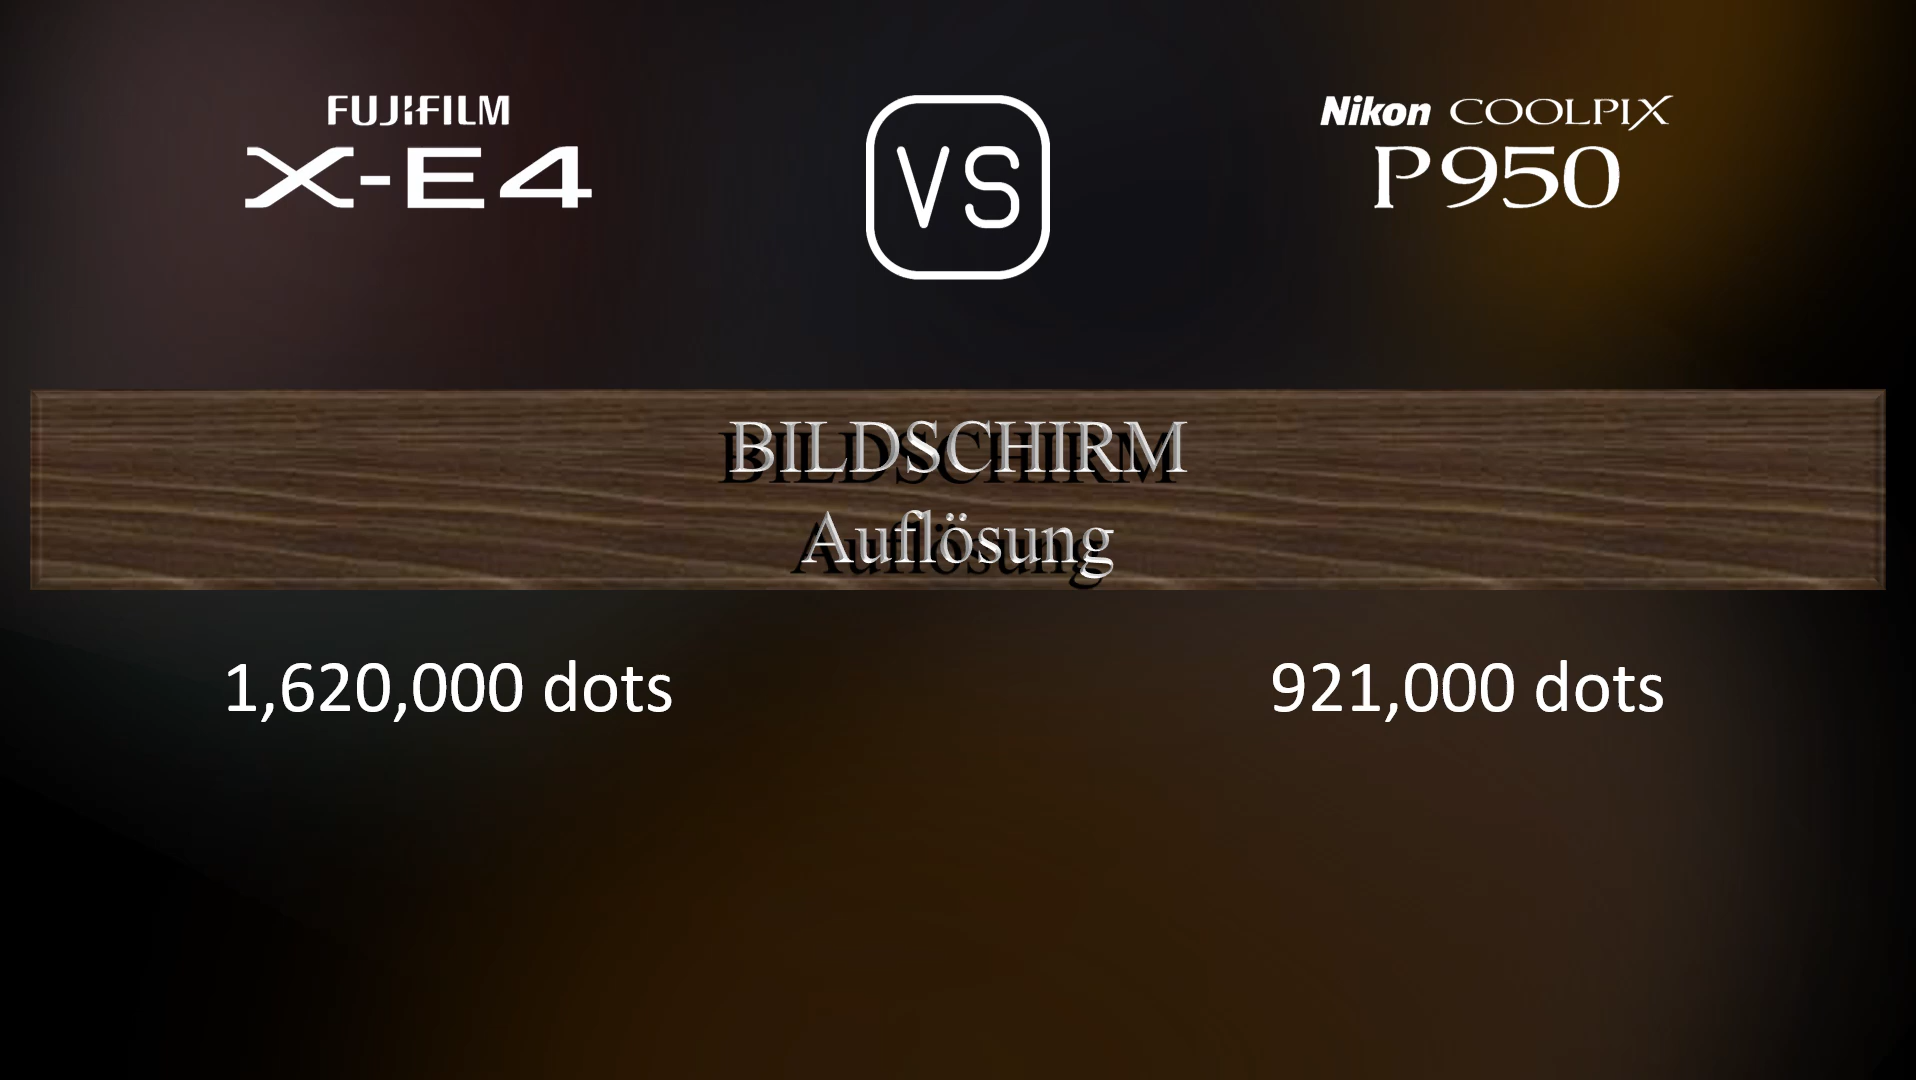 FUJIFILM
X-E4
VS
Nikon COOLPIX
P950
BILDSCHIRM
Auflösung
1,620,000 dots
921,000 dots